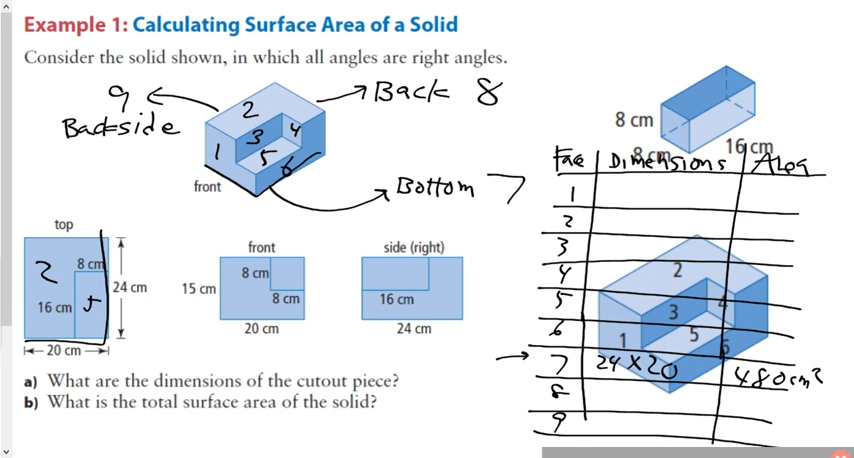 Example 1: Calculating Surface Area of a Solid
Consider the solid shown, in which all angles are right angles.
9
Backside
Back 8
2
3
4
1
5
6
front
Bottom 7
8 cm
8 cm
16 cm
Face Dimensions Area
1
2
3
4
5
6
7 24 x 20 480cm²
8
9
2
3
4
1
5
6
top
2
8 cm
16 cm
5
24 cm
20 cm
front
8 cm
15 cm
8 cm
20 cm
side (right)
16 cm
24 cm
a) What are the dimensions of the cutout piece?
b) What is the total surface area of the solid?